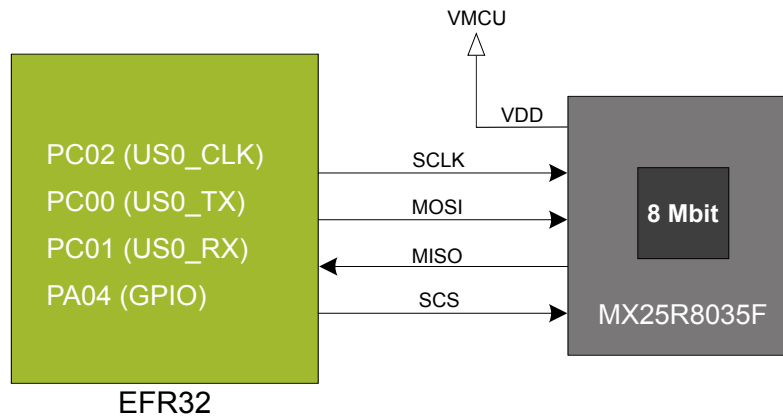 VMCU
VDD
PC02 (US0_CLK)
SCLK
PC00 (US0_TX)
MOSI
8 Mbit
PC01 (US0_RX)
MISO
PA04 (GPIO)
SCS
MX25R8035F
EFR32